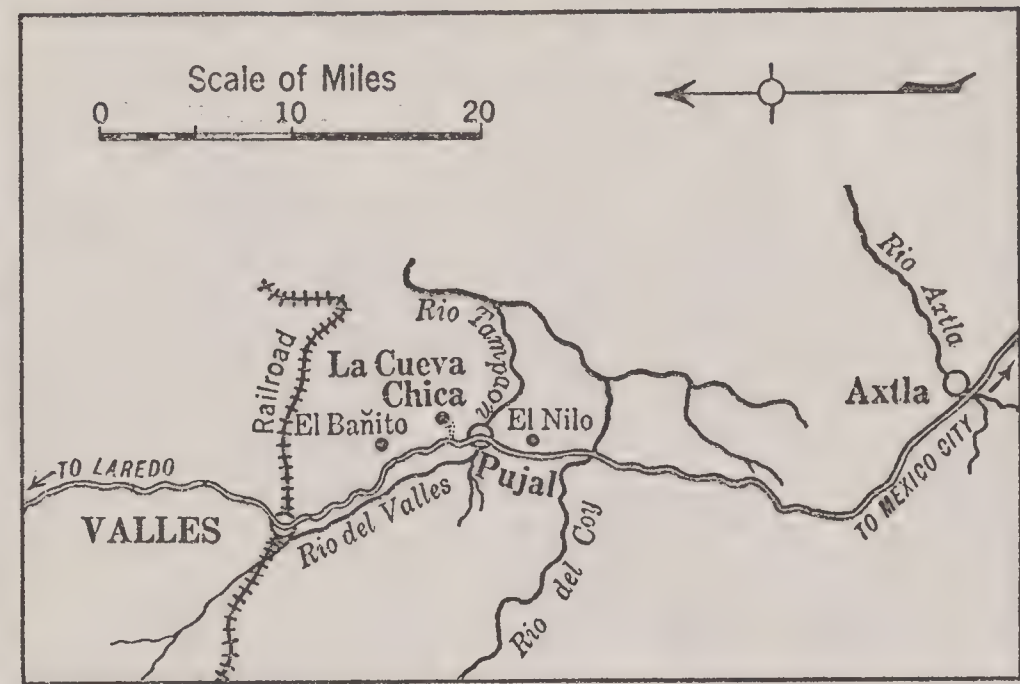 Scale of Miles
0 10 20
Rio Axtla
Rio Tampaon
Railroad
La Cueva
Chica
Axtla
El Bañito
El Nilo
TO LAREDO
Pujal
VALLES
Rio del Valles
TO MEXICO CITY
Rio del Coy